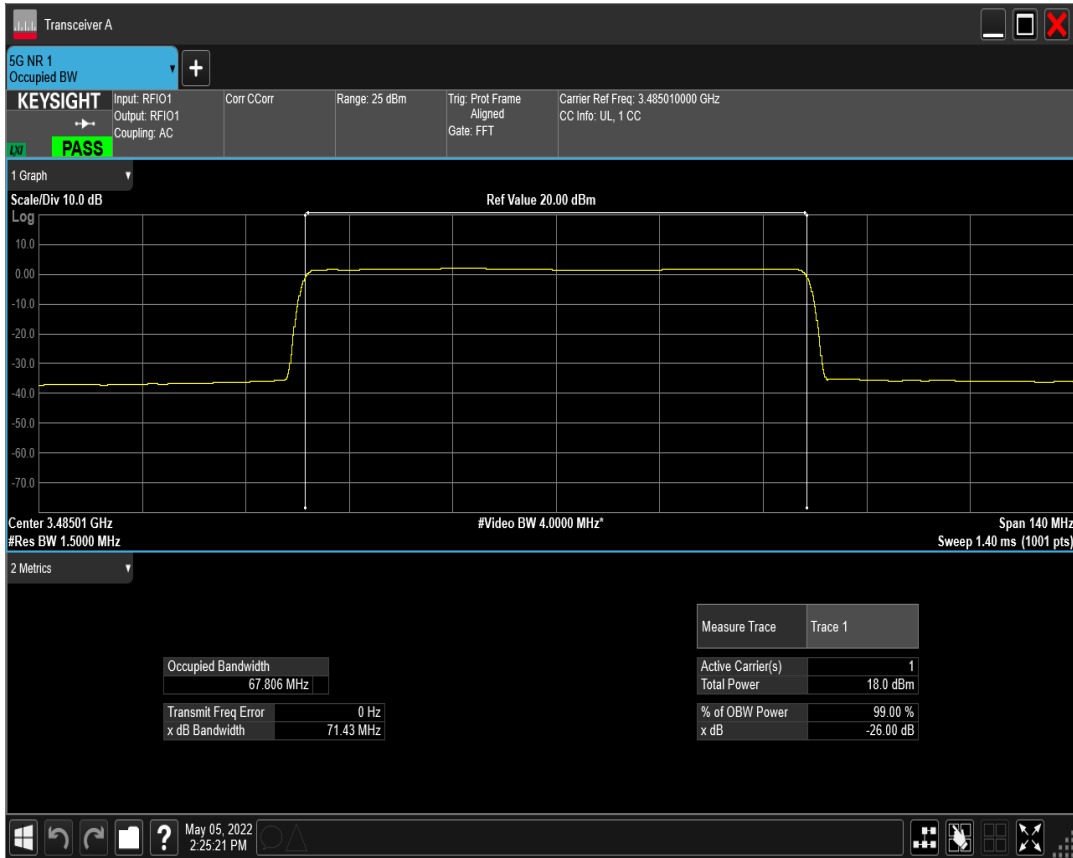 Transceiver A
5G NR 1
Occupied BW
KEYSIGHT
LXI
PASS
Input: RFIO1
Output: RFIO1
Coupling: AC
Corr CCorr
Range: 25 dBm
Trig: Prot Frame
Aligned
Gate: FFT
Carrier Ref Freq: 3.485010000 GHz
CC Info: UL, 1 CC
1 Graph
Scale/Div 10.0 dB
Ref Value 20.00 dBm
Log
10.0
0.00
-10.0
-20.0
-30.0
-40.0
-50.0
-60.0
-70.0
Center 3.48501 GHz
#Video BW 4.0000 MHz*
Span 140 MHz
#Res BW 1.5000 MHz
Sweep 1.40 ms (1001 pts)
2 Metrics
Measure Trace Trace 1
Occupied Bandwidth
67.806 MHz
Active Carrier(s) 1
Total Power 18.0 dBm
Transmit Freq Error 0 Hz
x dB Bandwidth 71.43 MHz
% of OBW Power 99.00 %
x dB -26.00 dB
?
May 05, 2022
2:25:21 PM